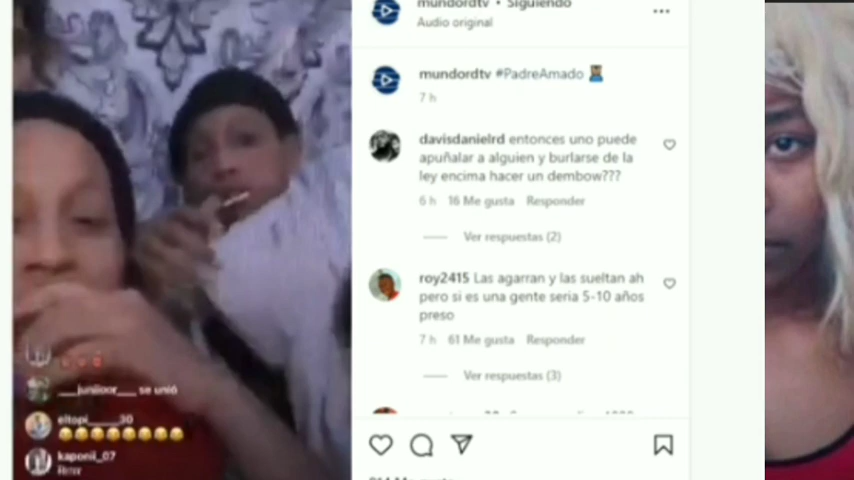 mundordtv • Siguiendo
Audio original
mundordtv #PadreAmado
7 h
davisdanielrd entonces uno puede
apuñalar a alguien y burlarse de la
ley encima hacer un dembow???
6 h 16 Me gusta Responder
Ver respuestas (2)
roy2415 Las agarran y las sueltan ah
pero si es una gente seria 5-10 años
preso
7 h 61 Me gusta Responder
Ver respuestas (3)
___juniioor___ se unió
eltopi_____30
kaponii_07